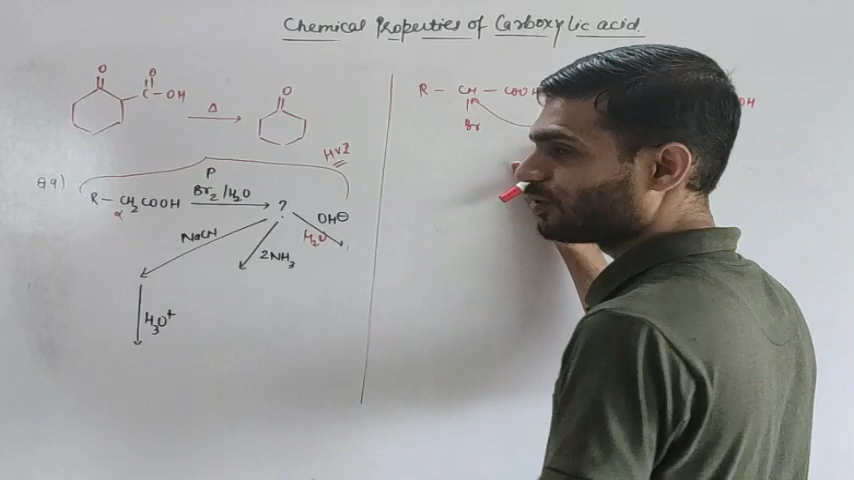 Chemical Properties of Carboxylic acid.
O
O
C - OH
Δ
O
HVZ
Q.9)
R - CH2COOH
α
P
Br2/H2O
?
OH⊖
H2O
NaCN
2NH3
H3O+
R - CH - COOH
Br
OH